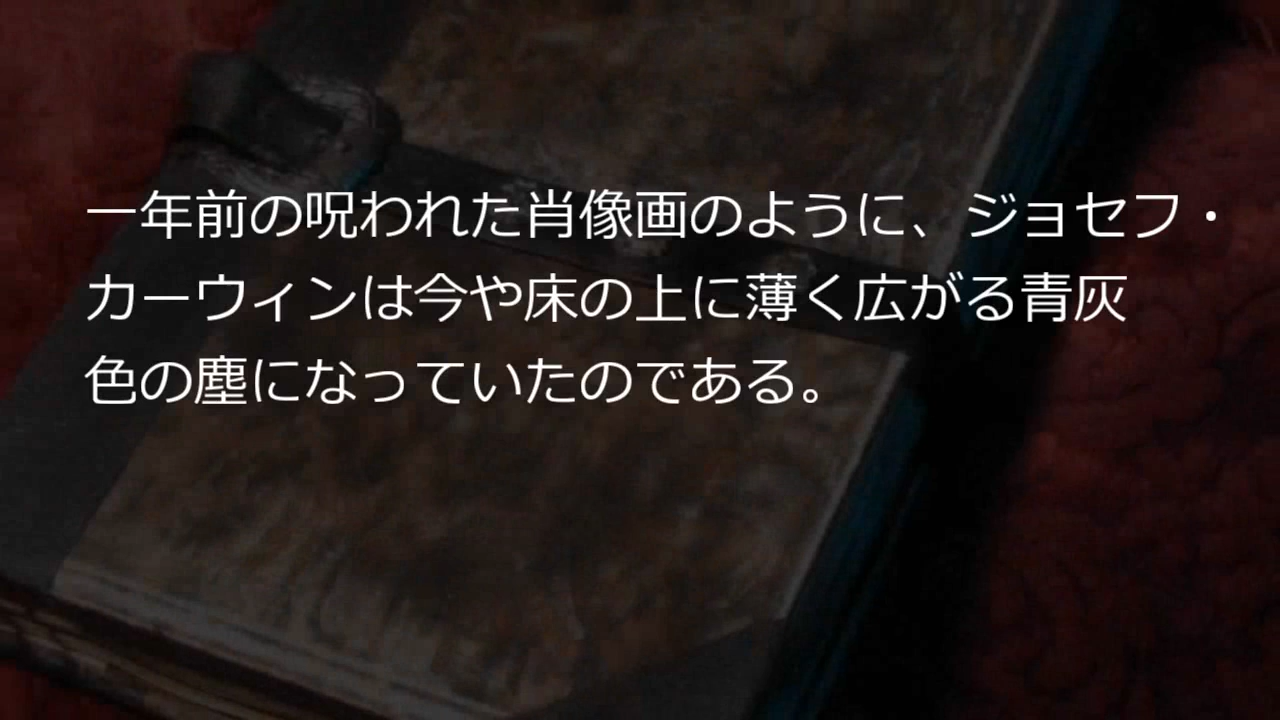 一年前の呪われた肖像画のように、ジョセフ・
カーウィンは今や床の上に薄く広がる青灰
色の塵になっていたのである。